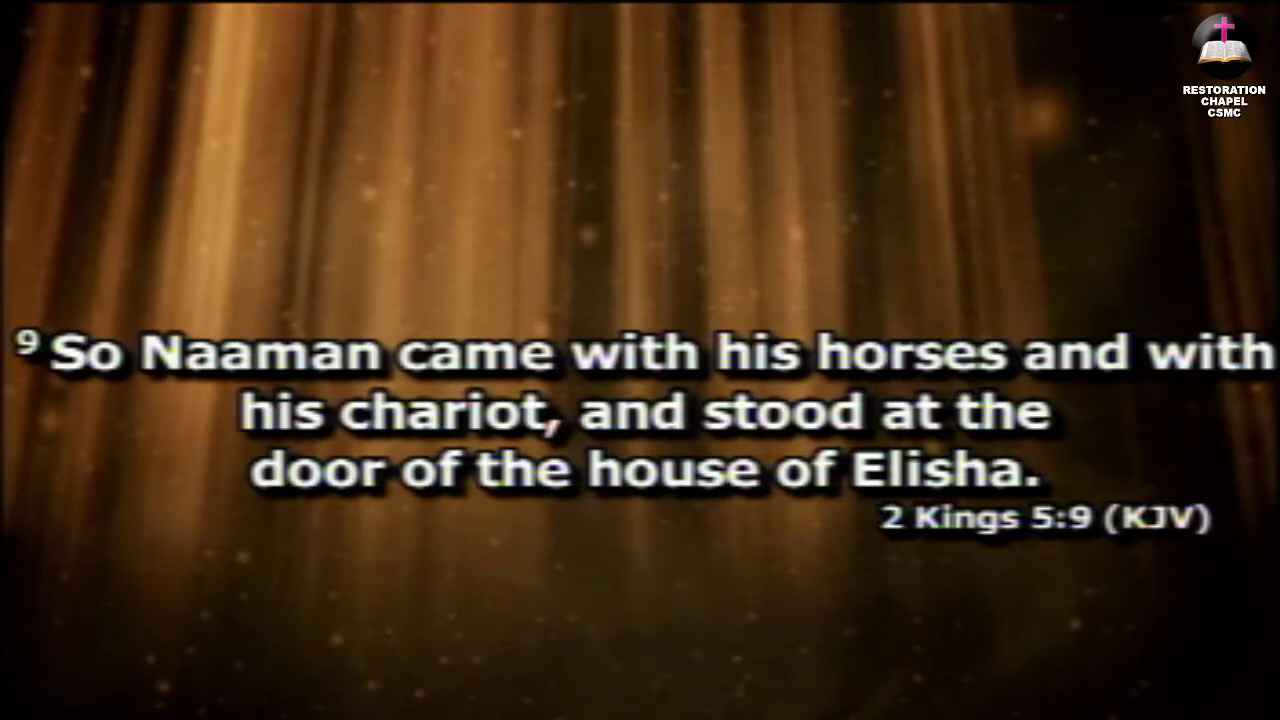 RESTORATION
CHAPEL
CSMC
⁹ So Naaman came with his horses and with
his chariot, and stood at the
door of the house of Elisha.
2 Kings 5:9 (KJV)